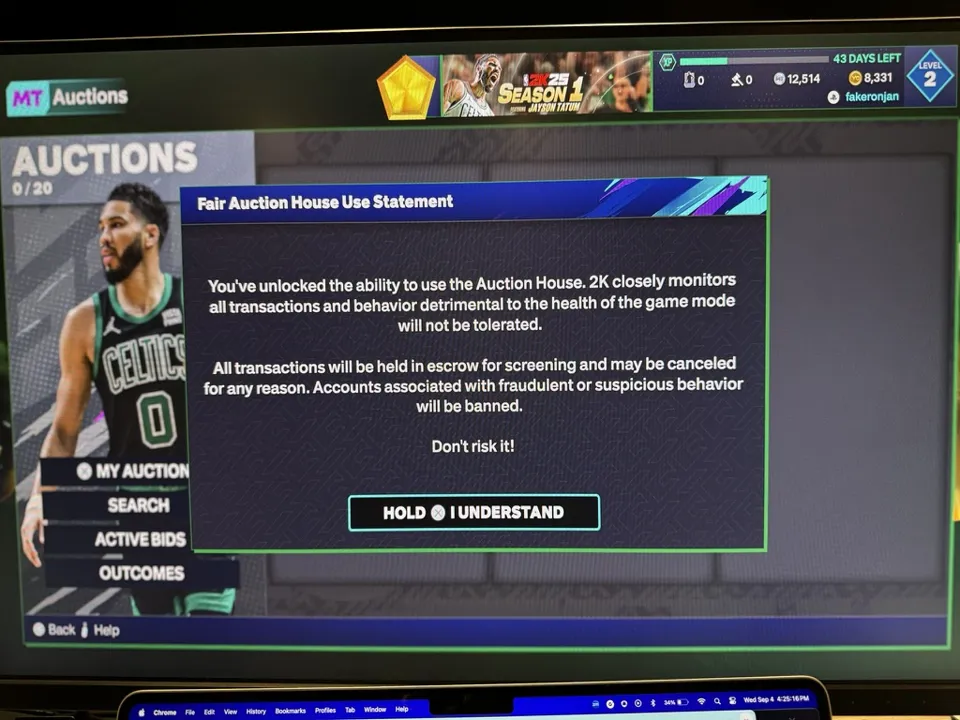 MT Auctions
NBA 2K25
SEASON 1
FEATURING JAYSON TATUM
XP
43 DAYS LEFT
0 0 MT 12,514 VC 8,331
fakeronjan
LEVEL
2
AUCTIONS
0 / 20
CELTICS
0
MY AUCTION
SEARCH
ACTIVE BIDS
OUTCOMES
Fair Auction House Use Statement
You've unlocked the ability to use the Auction House. 2K closely monitors
all transactions and behavior detrimental to the health of the game mode
will not be tolerated.
All transactions will be held in escrow for screening and may be canceled
for any reason. Accounts associated with fraudulent or suspicious behavior
will be banned.
Don't risk it!
HOLD I UNDERSTAND
Back Help
Chrome File Edit View History Bookmarks Profiles Tab Window Help 34% Wed Sep 4 4:25:16 PM